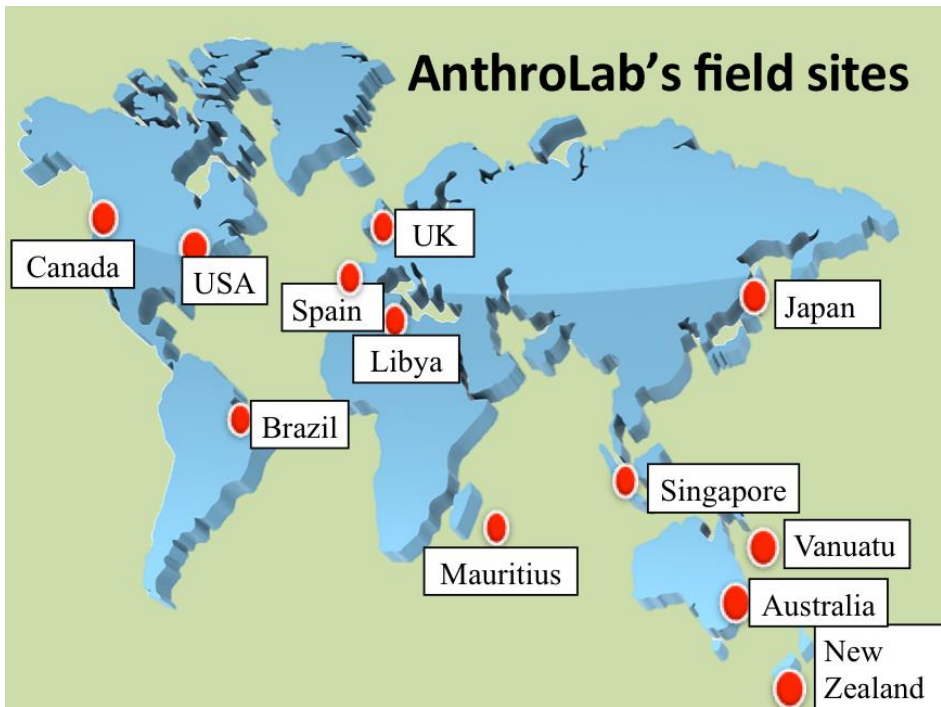 AnthroLab's field sites
UK
Canada
USA
Spain
Japan
Libya
Brazil
Singapore
Vanuatu
Mauritius
Australia
New
Zealand